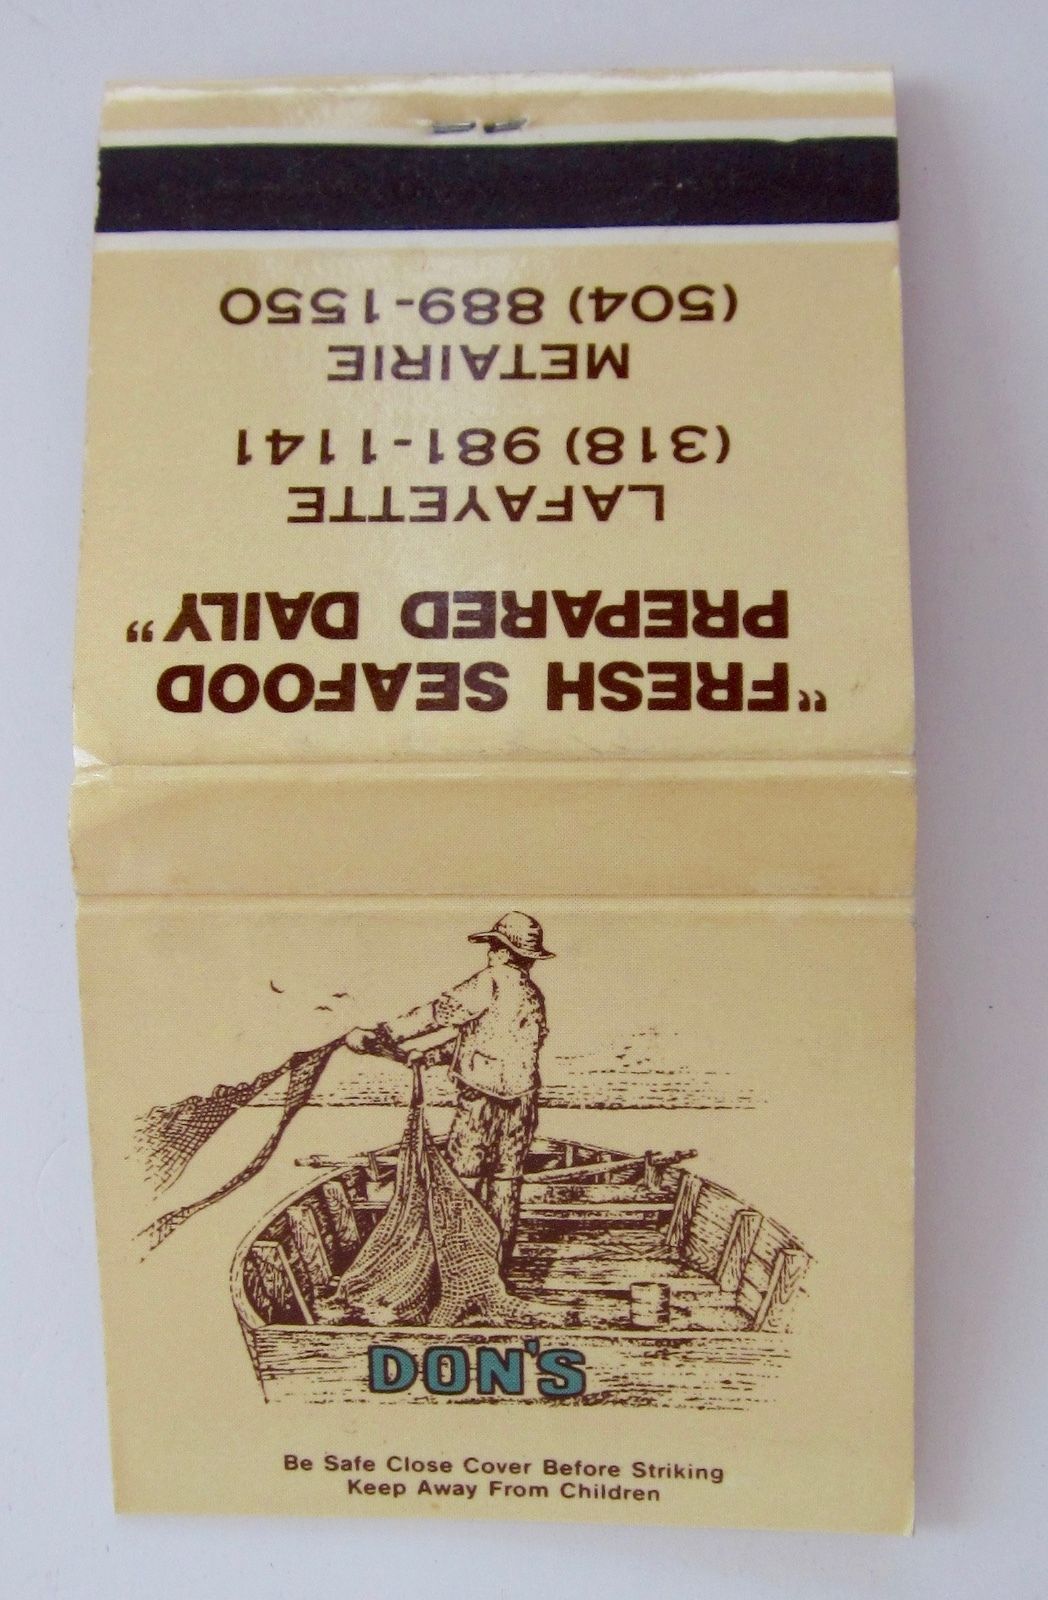 "FRESH SEAFOOD
PREPARED DAILY"
LAFAYETTE
(318) 981-1141
METAIRIE
(504) 889-1550
DON'S
Be Safe Close Cover Before Striking
Keep Away From Children